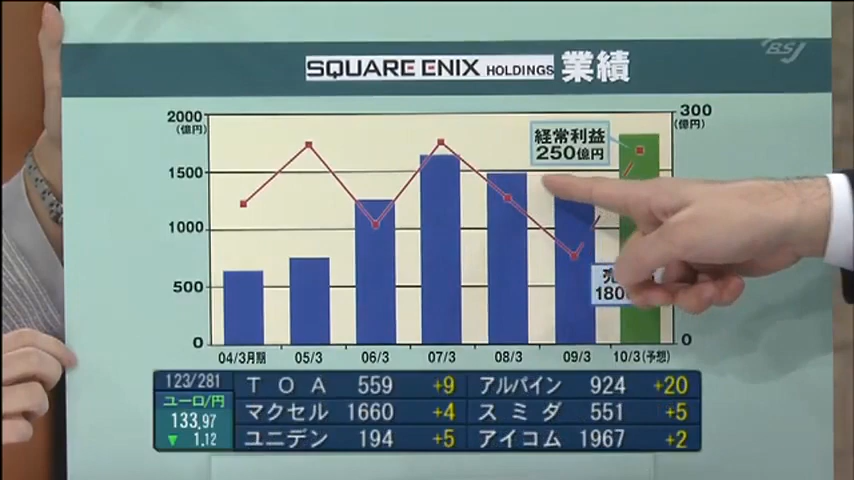 BSJ
SQUARE ENIX HOLDINGS 業績
2000
(億円)
1500
1000
500
0
300
(億円)
0
経常利益
250億円
売
180
04/3月期 05/3 06/3 07/3 08/3 09/3 10/3(予想)
123/281
ユーロ/円
133.97
▼ 1.12
TOA 559 +9 アルパイン 924 +20
マクセル 1660 +4 スミダ 551 +5
ユニデン 194 +5 アイコム 1967 +2